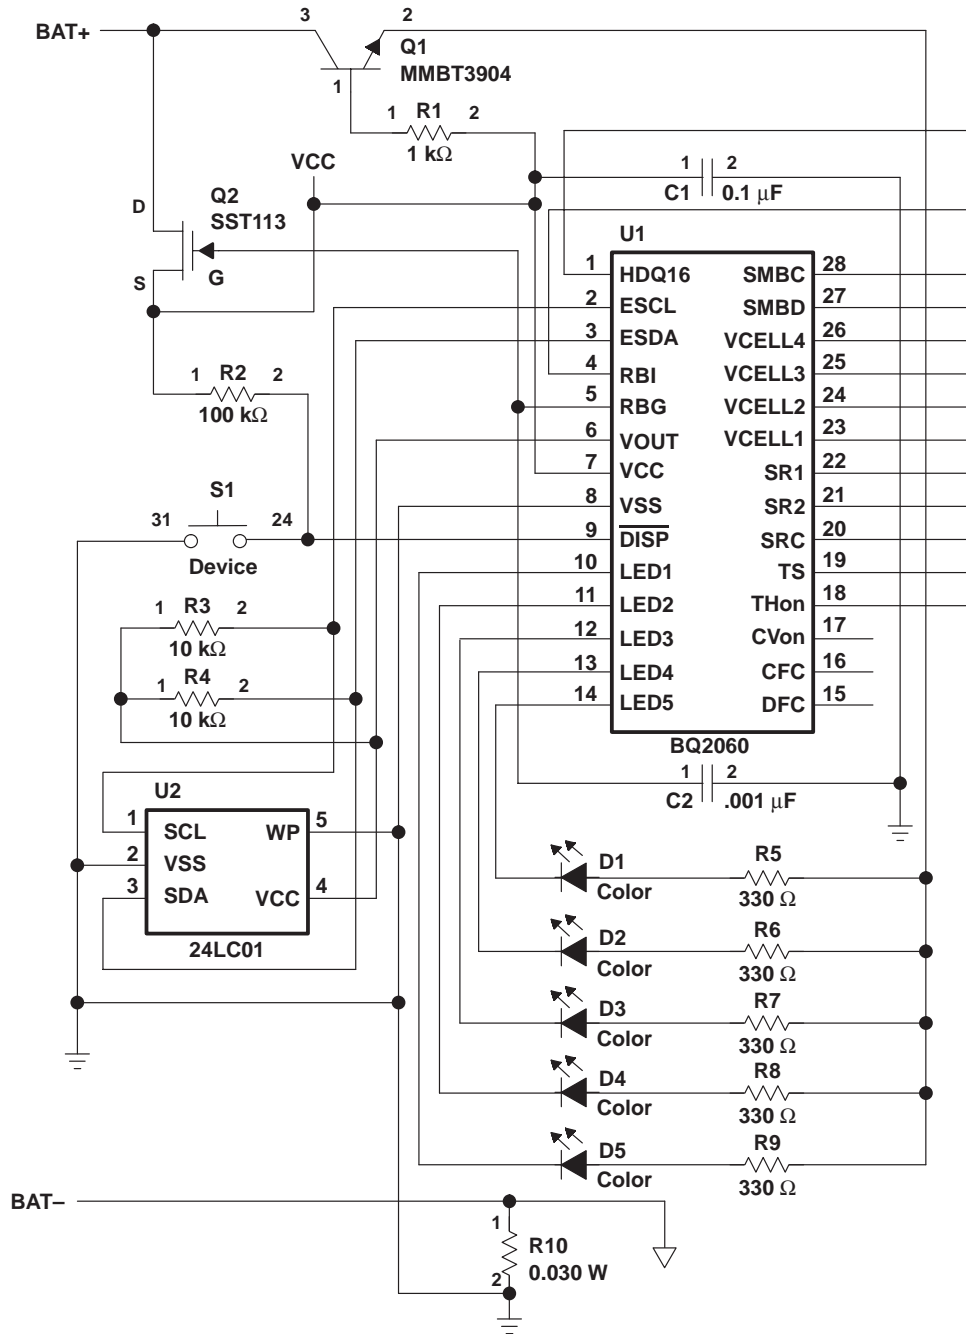 3 2
BAT+
Q1
MMBT3904
1
1 R1 2
1 kΩ
VCC
1 2
C1 0.1 µF
Q2
SST113
D
S
G
U1
1 HDQ16 SMBC 28
2 ESCL SMBD 27
3 ESDA VCELL4 26
4 RBI VCELL3 25
5 RBG VCELL2 24
6 VOUT VCELL1 23
7 VCC SR1 22
8 VSS SR2 21
9 DISP SRC 20
10 LED1 TS 19
11 LED2 THon 18
12 LED3 CVon 17
13 LED4 CFC 16
14 LED5 DFC 15
BQ2060
1 R2 2
100 kΩ
S1
31 24
Device
1 R3 2
10 kΩ
1 R4 2
10 kΩ
1 2
C2 .001 µF
U2
1 SCL WP 5
2 VSS
3 SDA VCC 4
24LC01
D1 R5
Color 330 Ω
D2 R6
Color 330 Ω
D3 R7
Color 330 Ω
D4 R8
Color 330 Ω
D5 R9
Color 330 Ω
BAT–
1
R10
0.030 W
2